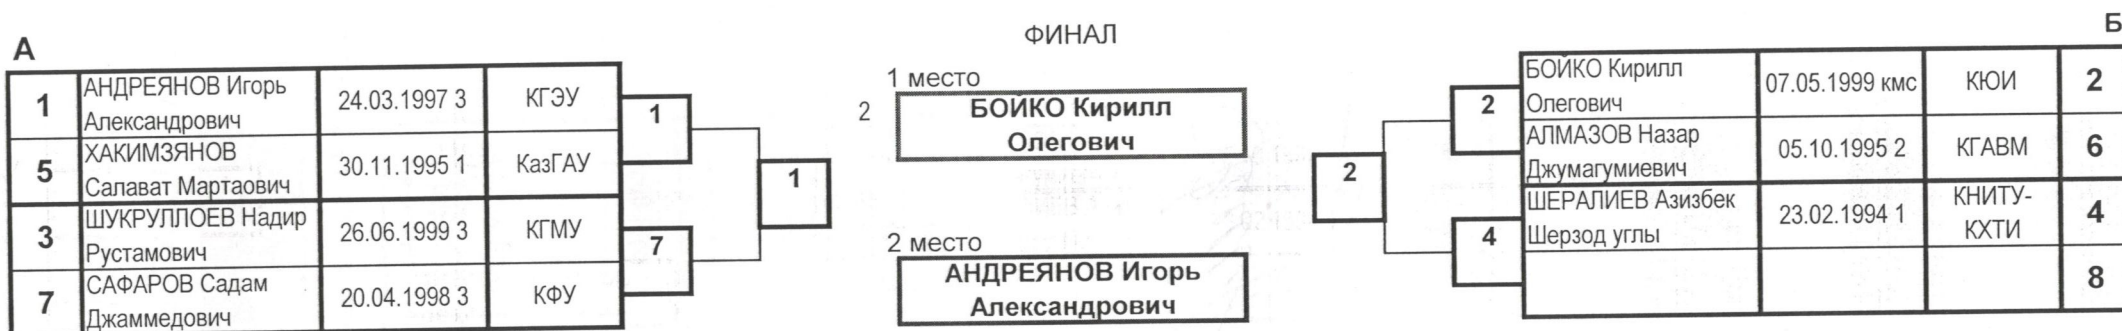 А
1 АНДРЕЯНОВ Игорь Александрович 24.03.1997 3 КГЭУ
5 ХАКИМЗЯНОВ Салават Мартаович 30.11.1995 1 КазГАУ
3 ШУКРУЛЛОЕВ Надир Рустамович 26.06.1999 3 КГМУ
7 САФАРОВ Садам Джаммедович 20.04.1998 3 КФУ
1
7
1
ФИНАЛ
1 место
2 БОЙКО Кирилл
Олегович
2 место
АНДРЕЯНОВ Игорь
Александрович
Б
БОЙКО Кирилл Олегович 07.05.1999 кмс КЮИ 2
АЛМАЗОВ Назар Джумагумиевич 05.10.1995 2 КГАВМ 6
ШЕРАЛИЕВ Азизбек Шерзод углы 23.02.1994 1 КНИТУ-КХТИ 4
8
2
4
2